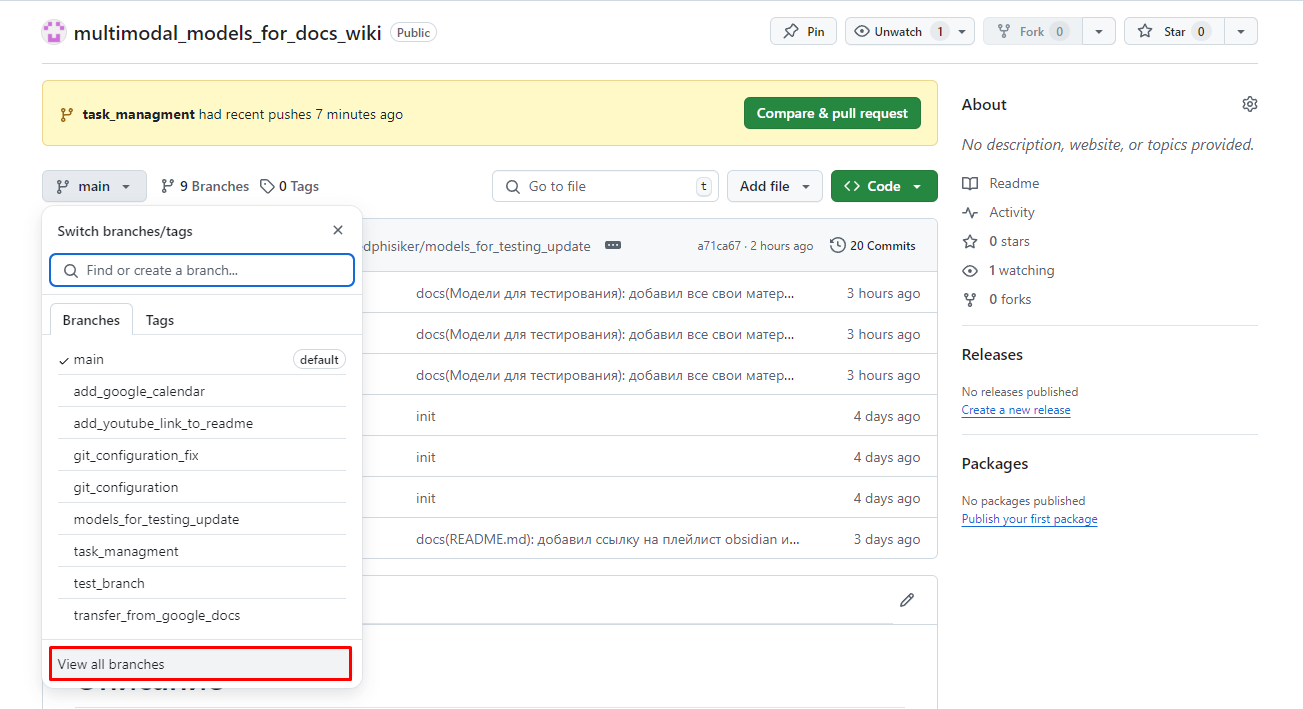 multimodal_models_for_docs_wiki Public
Pin
Unwatch 1
Fork 0
Star 0
task_managment had recent pushes 7 minutes ago
Compare & pull request
main
9 Branches
0 Tags
Go to file t
Add file
Code
Switch branches/tags
Find or create a branch...
Branches
Tags
main default
add_google_calendar
add_youtube_link_to_readme
git_configuration_fix
git_configuration
models_for_testing_update
task_managment
test_branch
transfer_from_google_docs
View all branches
edphisiker/models_for_testing_update
a71ca67 · 2 hours ago
20 Commits
docs(Модели для тестирования): добавил все свои матер... 3 hours ago
docs(Модели для тестирования): добавил все свои матер... 3 hours ago
docs(Модели для тестирования): добавил все свои матер... 3 hours ago
init 4 days ago
init 4 days ago
init 4 days ago
docs(README.md): добавил ссылку на плейлист obsidian и... 3 days ago
About
No description, website, or topics provided.
Readme
Activity
0 stars
1 watching
0 forks
Releases
No releases published
Create a new release
Packages
No packages published
Publish your first package